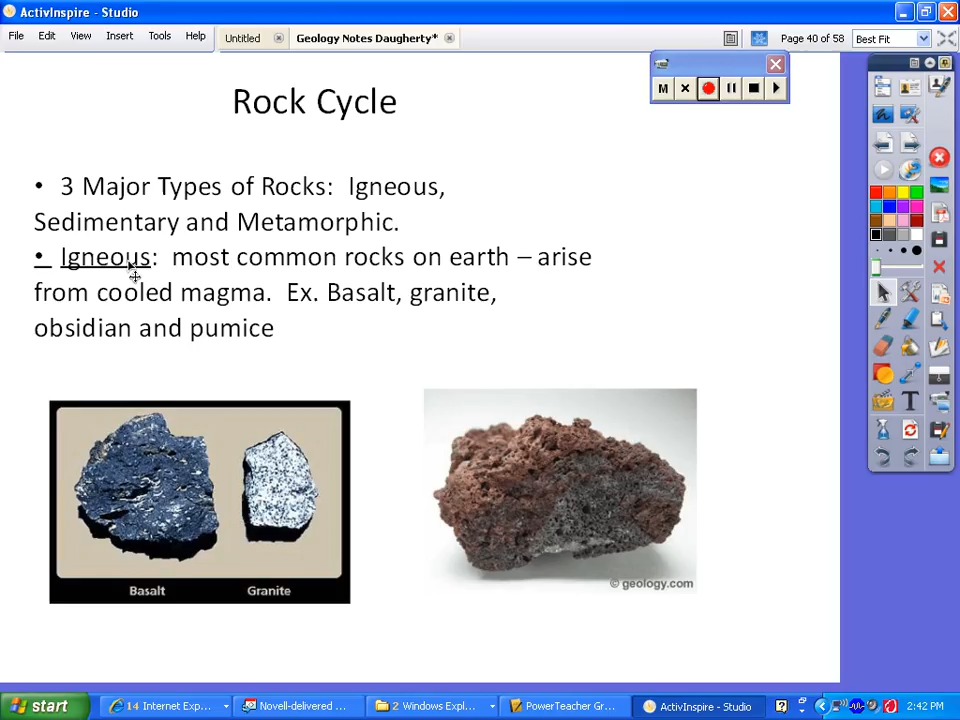 ActivInspire - Studio
File Edit View Insert Tools Help Untitled Geology Notes Daugherty* Page 40 of 58 Best Fit
M
Rock Cycle
• 3 Major Types of Rocks: Igneous,
Sedimentary and Metamorphic.
• Igneous: most common rocks on earth – arise
from cooled magma. Ex. Basalt, granite,
obsidian and pumice
© geology.com
Basalt Granite
start 14 Internet Exp... Novell-delivered ... 2 Windows Expl... PowerTeacher Gr... ActivInspire - Studio 2:42 PM